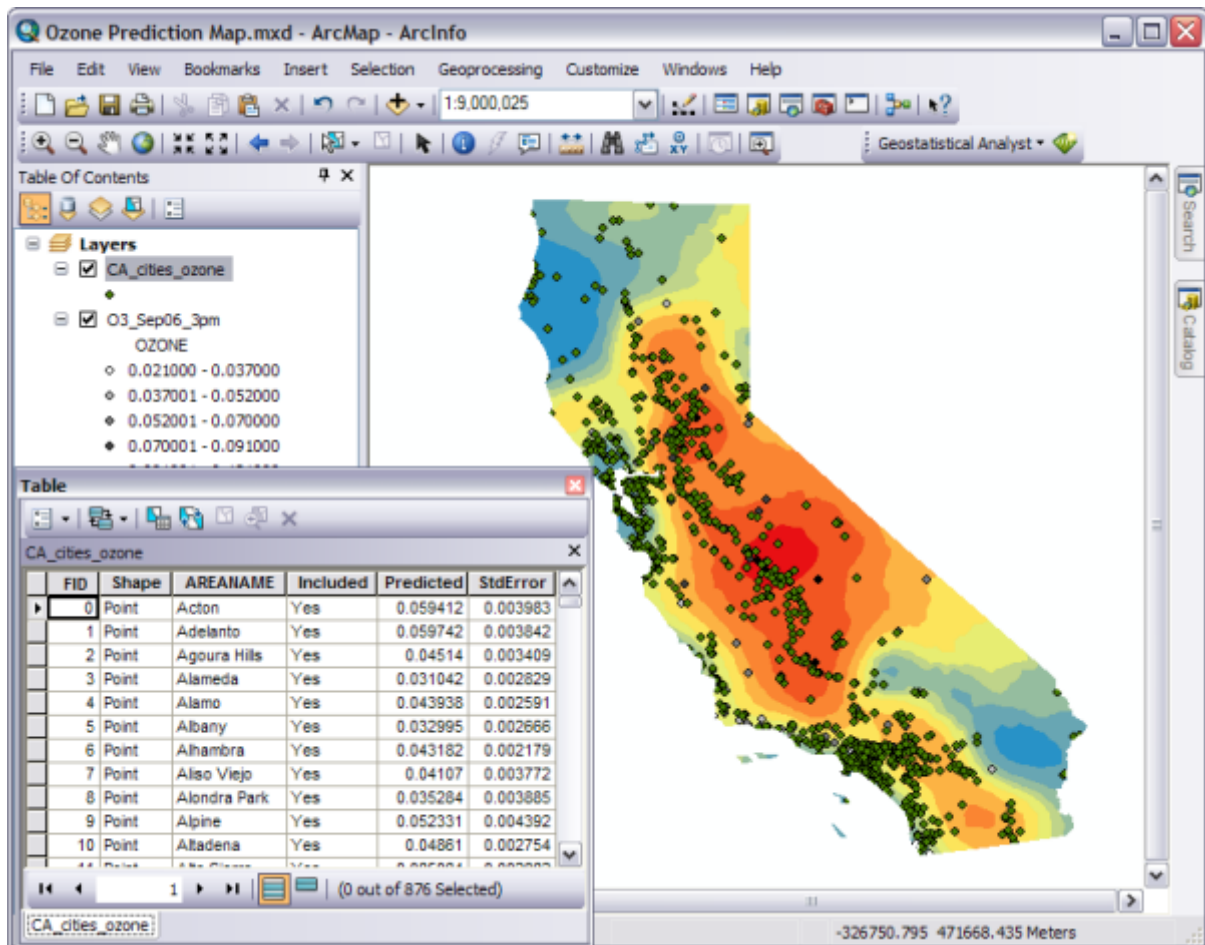 Ozone Prediction Map.mxd - ArcMap - ArcInfo
File Edit View Bookmarks Insert Selection Geoprocessing Customize Windows Help
1:9,000,025
Geostatistical Analyst
Table Of Contents
Layers
CA_cities_ozone
O3_Sep06_3pm
OZONE
0.021000 - 0.037000
0.037001 - 0.052000
0.052001 - 0.070000
0.070001 - 0.091000
Search
Catalog
Table
CA_cities_ozone
FID Shape AREANAME Included Predicted StdError
0 Point Acton Yes 0.059412 0.003983
1 Point Adelanto Yes 0.059742 0.003842
2 Point Agoura Hills Yes 0.04514 0.003409
3 Point Alameda Yes 0.031042 0.002829
4 Point Alamo Yes 0.043938 0.002591
5 Point Albany Yes 0.032995 0.002666
6 Point Alhambra Yes 0.043182 0.002179
7 Point Aliso Viejo Yes 0.04107 0.003772
8 Point Alondra Park Yes 0.035284 0.003885
9 Point Alpine Yes 0.052331 0.004392
10 Point Altadena Yes 0.04861 0.002754
1 (0 out of 876 Selected)
CA_cities_ozone
-326750.795 471668.435 Meters